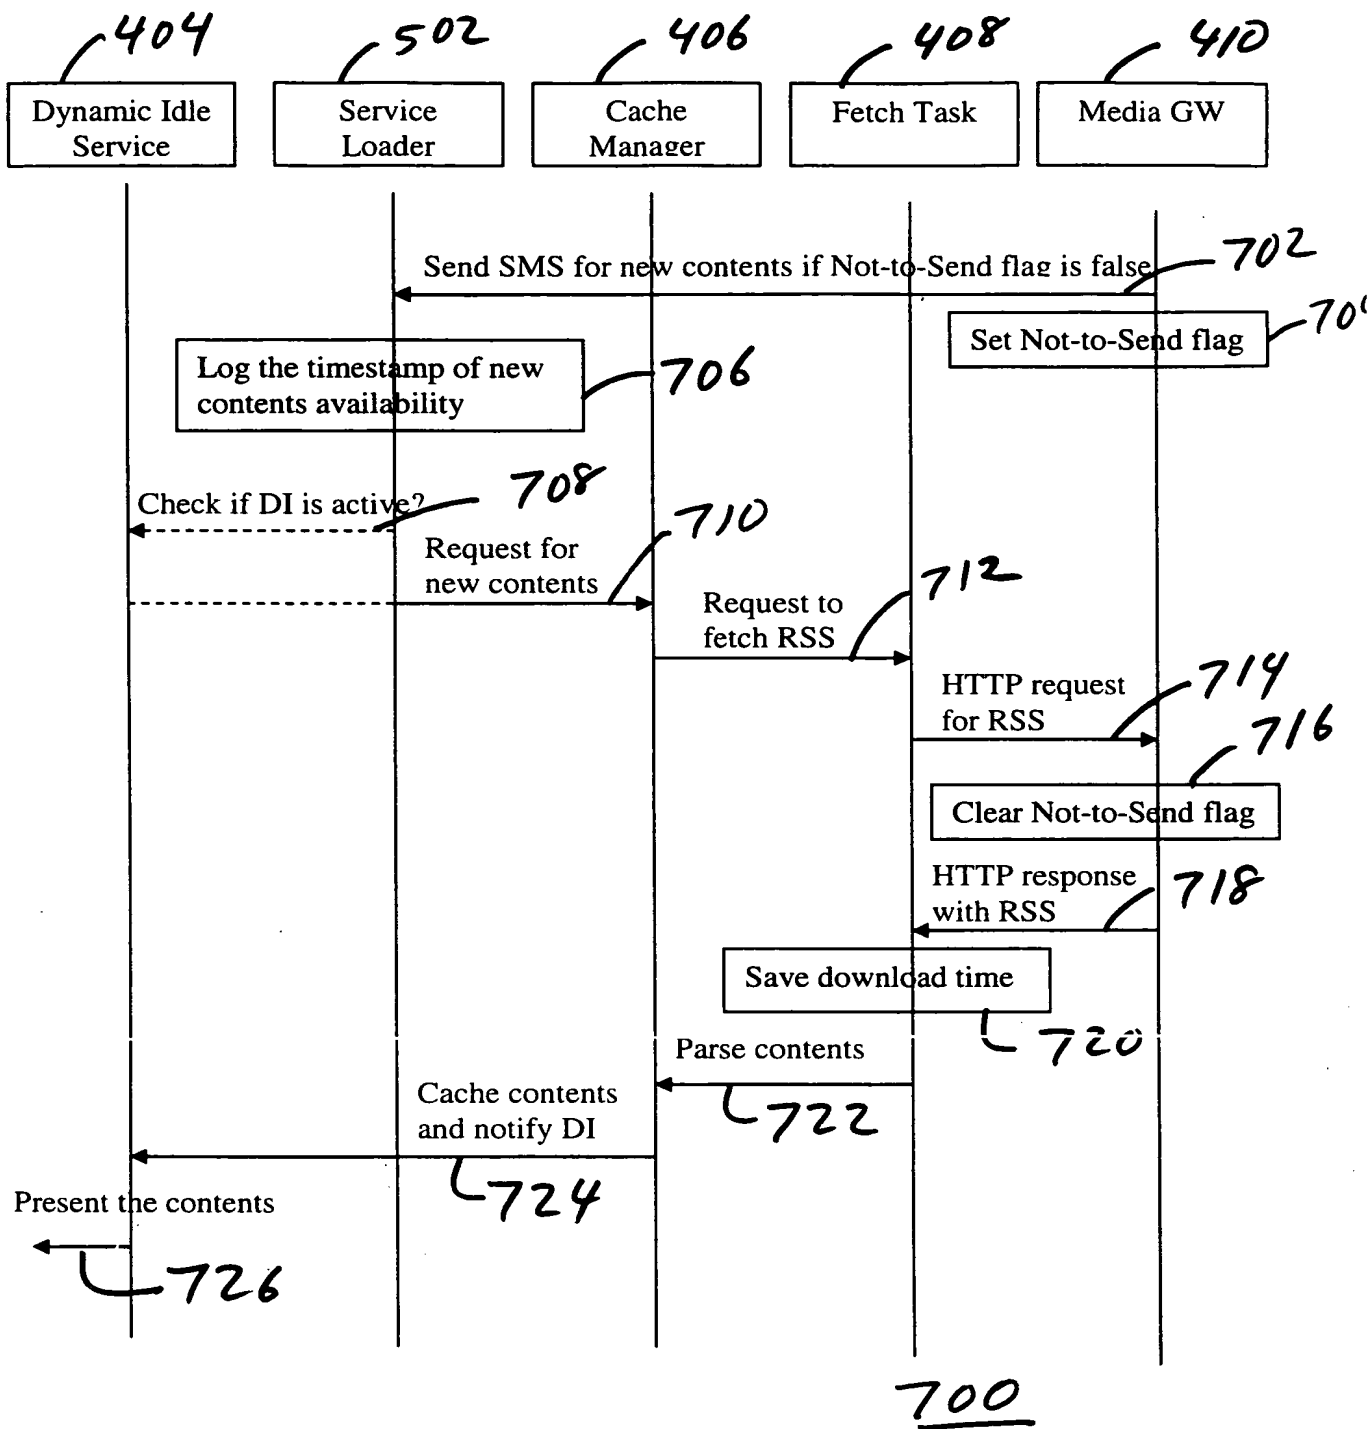 404
502
406
408
410
Dynamic Idle
Service
Service
Loader
Cache
Manager
Fetch Task
Media GW
Send SMS for new contents if Not-to-Send flag is false
702
Set Not-to-Send flag
Log the timestamp of new
contents availability
706
Check if DI is active?
708
Request for
new contents
710
Request to
fetch RSS
712
HTTP request
for RSS
714
716
Clear Not-to-Send flag
HTTP response
with RSS
718
Save download time
720
Parse contents
722
Cache contents
and notify DI
724
Present the contents
726
700